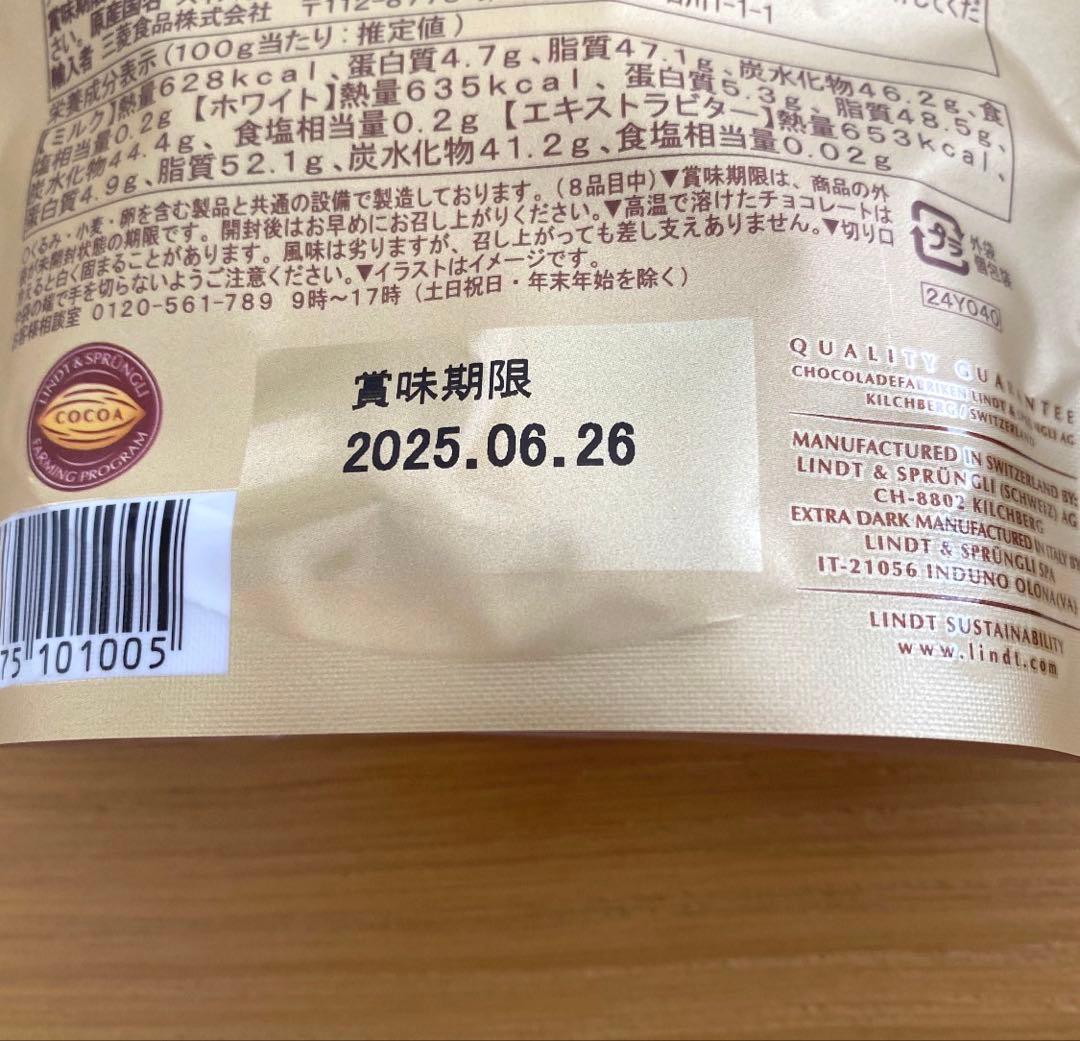 賞味期限
さい。原産国名
輸入者 三菱食品株式会社 〒112-877
1-1-1
栄養成分表示(100g当たり:推定値)
【ミルク】熱量628kcal、蛋白質4.7g、脂質47.1g、炭水化物46.2g、食
塩相当量0.2g【ホワイト】熱量635kcal、蛋白質5.3g、脂質48.5g、
炭水化物44.4g、食塩相当量0.2g【エキストラビター】熱量653kcal、
蛋白質4.9g、脂質52.1g、炭水化物41.2g、食塩相当量0.02g
くるみ・小麦・卵を含む製品と共通の設備で製造しております。(8品目中)▼賞味期限は、商品の外
が未開封状態の期限です。開封後はお早めにお召し上がりください。▼高温で溶けたチョコレートは
えると白く固まることがあります。風味は劣りますが、召し上がっても差し支えありません。▼切り口
の端で手を切らないようご注意ください。▼イラストはイメージです。
客様相談室 0120-561-789 9時〜17時(土日祝日・年末年始を除く)
プラ
外袋
個包装
24Y040
LINDT & SPRÜNGLI
COCOA
FARMING PROGRAM
賞味期限
2025.06.26
75 101005
QUALITY GUARANTEE
CHOCOLADEFABRIKEN LINDT & SPRÜNGLI AG
KILCHBERG / SWITZERLAND
MANUFACTURED IN SWITZERLAND BY:
LINDT & SPRÜNGLI (SCHWEIZ) AG
CH-8802 KILCHBERG
EXTRA DARK MANUFACTURED IN ITALY BY
LINDT & SPRÜNGLI SPA
IT-21056 INDUNO OLONA(VA)
LINDT SUSTAINABILITY
www.lindt.com